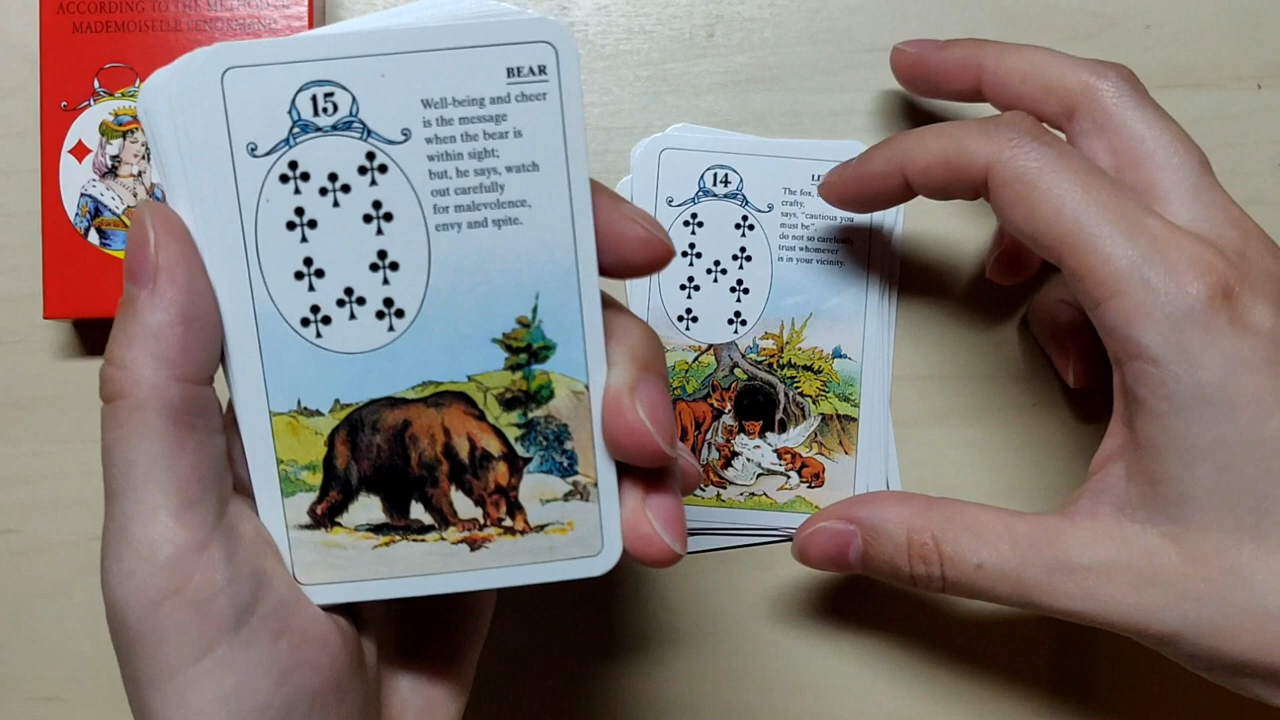 ACCORDING TO THE METHOD OF
MADEMOISELLE LENORMAND
BEAR
15
Well-being and cheer
is the message
when the bear is
within sight;
but, he says, watch
out carefully
for malevolence,
envy and spite.
14
The fox,
crafty,
says, "cautious you
must be",
do not so carelessly
trust whomever
is in your vicinity.